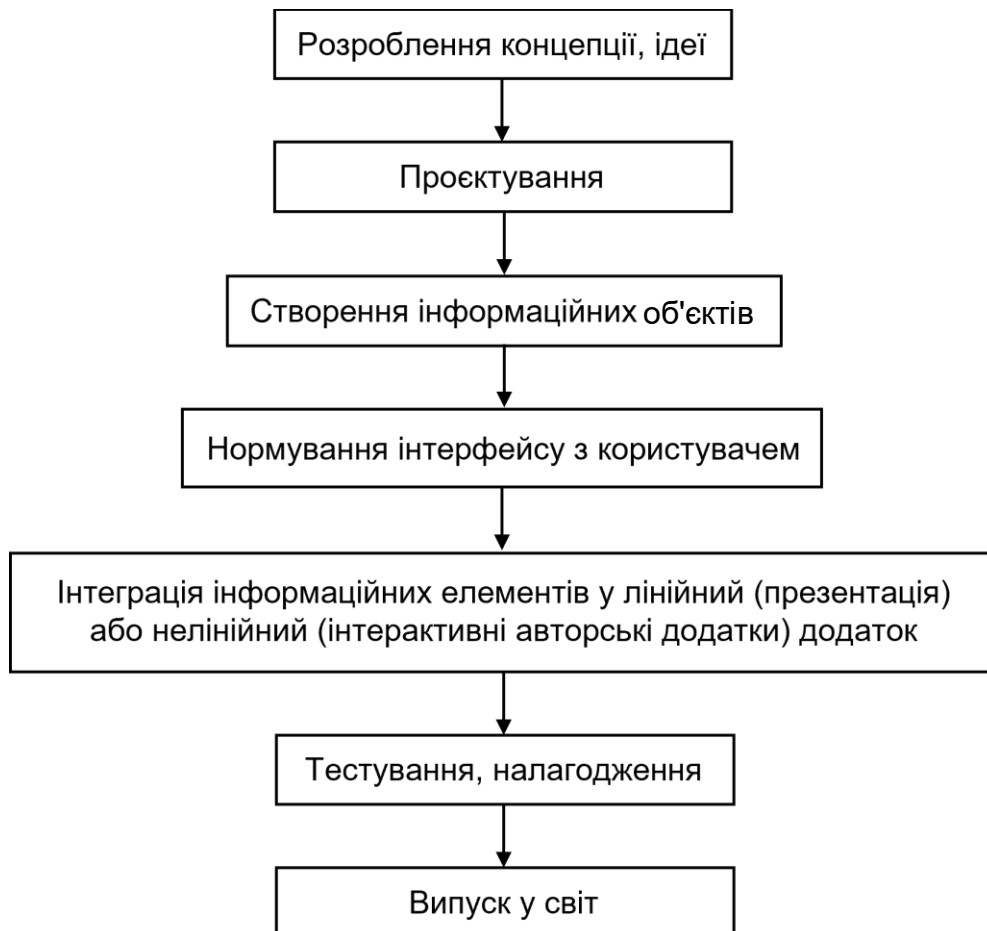 Розроблення концепції, ідеї
Проєктування
Створення інформаційних об'єктів
Нормування інтерфейсу з користувачем
Інтеграція інформаційних елементів у лінійний (презентація)
або нелінійний (інтерактивні авторські додатки) додаток
Тестування, налагодження
Випуск у світ